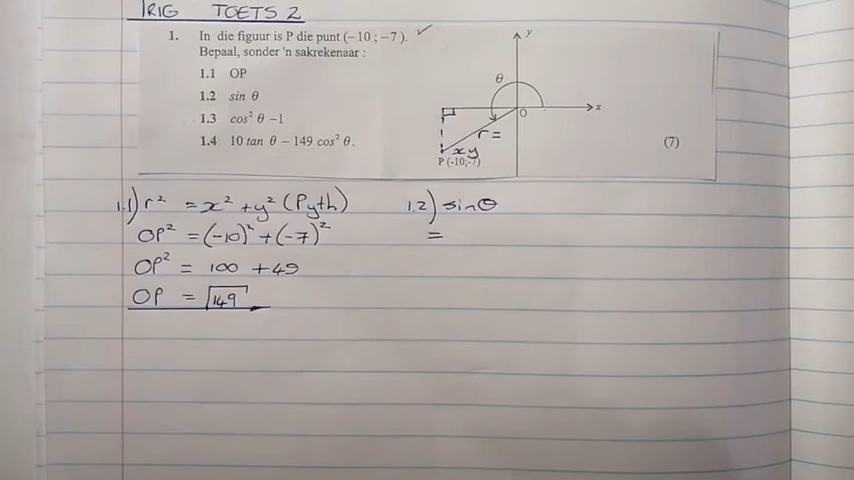 TRIG TOETS 2
1. In die figuur is P die punt (– 10 ; – 7 ). ✓
Bepaal, sonder 'n sakrekenaar :
1.1 OP
1.2 sin θ
1.3 cos² θ – 1
1.4 10 tan θ – 149 cos² θ.
(7)
y
θ
x
O
r =
x y
P (-10;-7)
1.1) r² = x² + y² (Pyth)
OP² = (-10)² + (-7)²
OP² = 100 + 49
OP = √149
1.2) sin θ
=